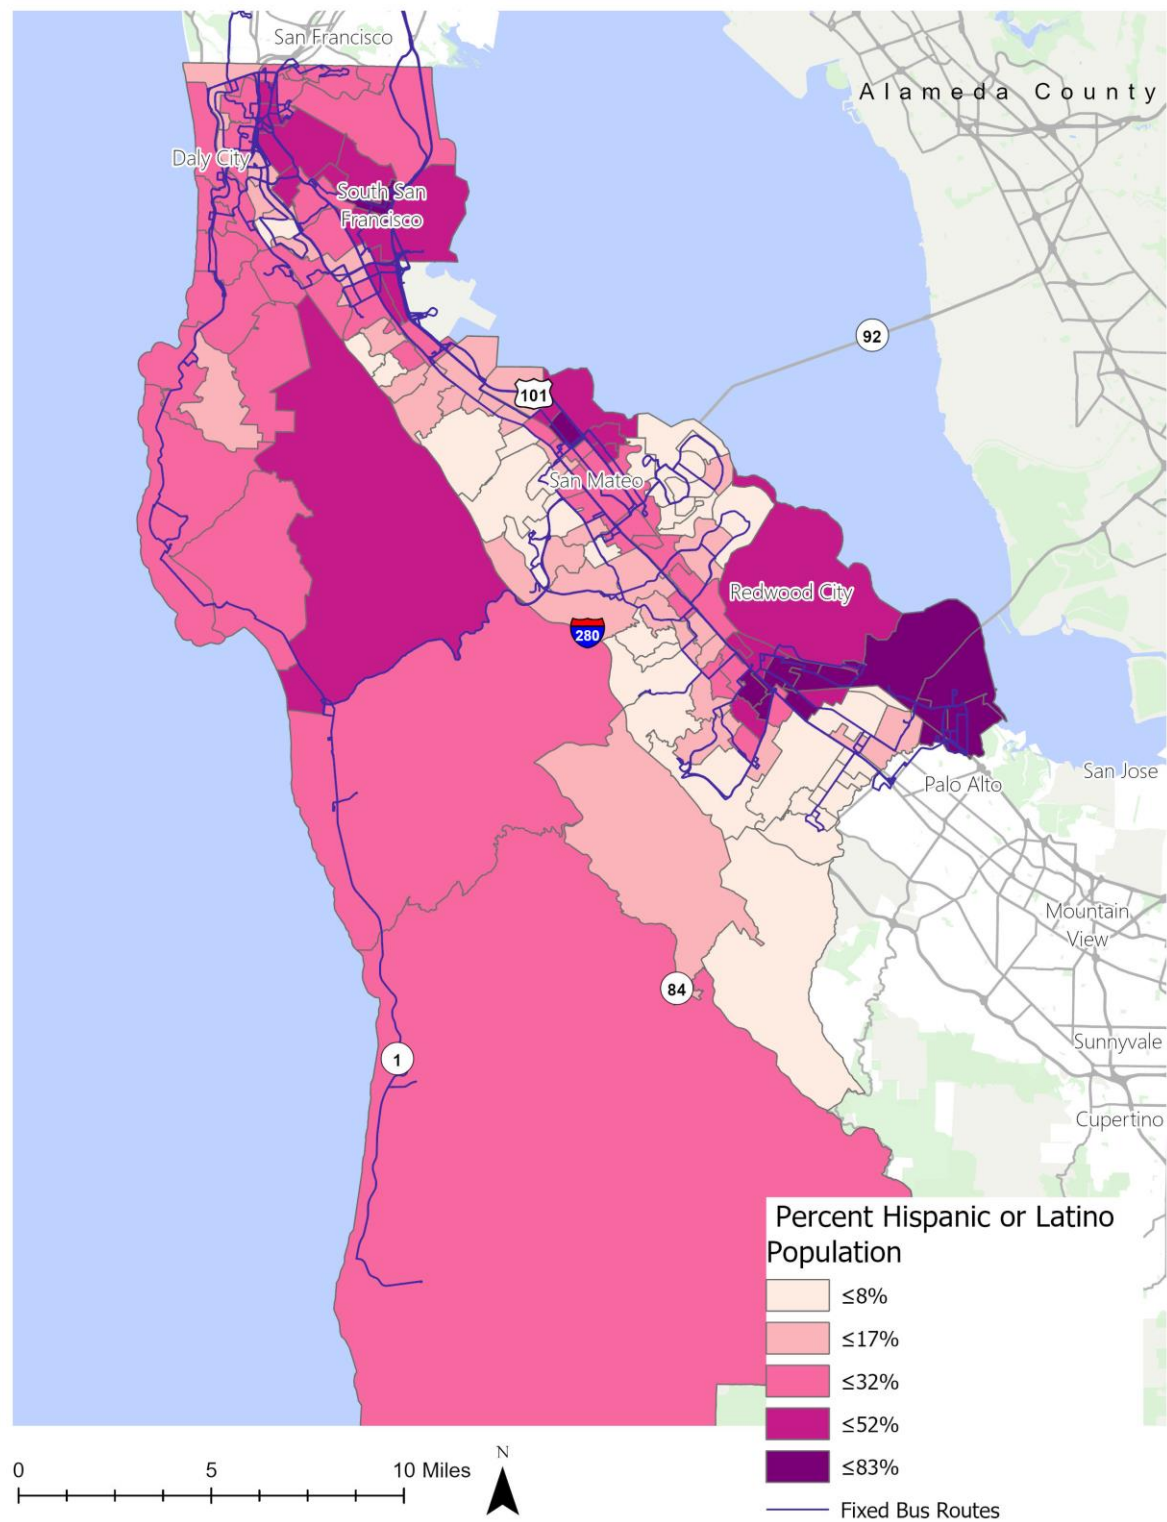 San Francisco
Alameda County
Daly City
South San
Francisco
92
101
San Mateo
Redwood City
280
San Jose
Palo Alto
Mountain
View
84
Sunnyvale
1
Cupertino
Percent Hispanic or Latino
Population
≤8%
≤17%
≤32%
≤52%
≤83%
Fixed Bus Routes
0 5 10 Miles
N